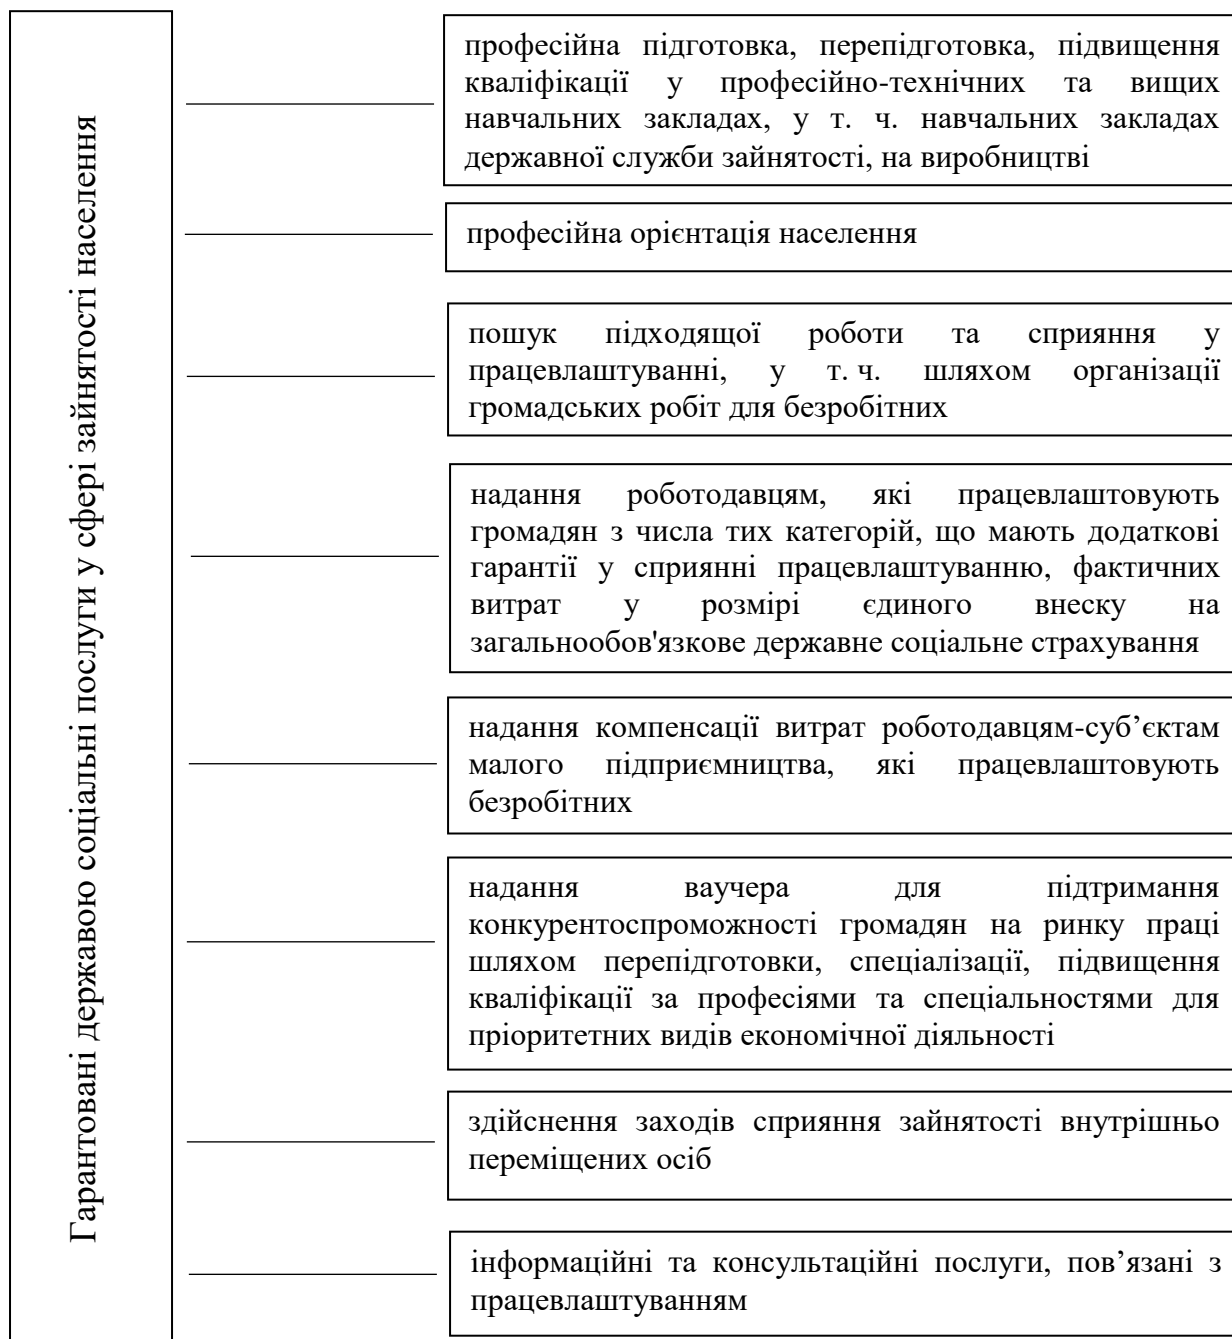 Гарантовані державою соціальні послуги у сфері зайнятості населення
професійна підготовка, перепідготовка, підвищення
кваліфікації у професійно-технічних та вищих
навчальних закладах, у т. ч. навчальних закладах
державної служби зайнятості, на виробництві
професійна орієнтація населення
пошук підходящої роботи та сприяння у
працевлаштуванні, у т. ч. шляхом організації
громадських робіт для безробітних
надання роботодавцям, які працевлаштовують
громадян з числа тих категорій, що мають додаткові
гарантії у сприянні працевлаштуванню, фактичних
витрат у розмірі єдиного внеску на
загальнообов'язкове державне соціальне страхування
надання компенсації витрат роботодавцям-суб’єктам
малого підприємництва, які працевлаштовують
безробітних
надання ваучера для підтримання
конкурентоспроможності громадян на ринку праці
шляхом перепідготовки, спеціалізації, підвищення
кваліфікації за професіями та спеціальностями для
пріоритетних видів економічної діяльності
здійснення заходів сприяння зайнятості внутрішньо
переміщених осіб
інформаційні та консультаційні послуги, пов’язані з
працевлаштуванням